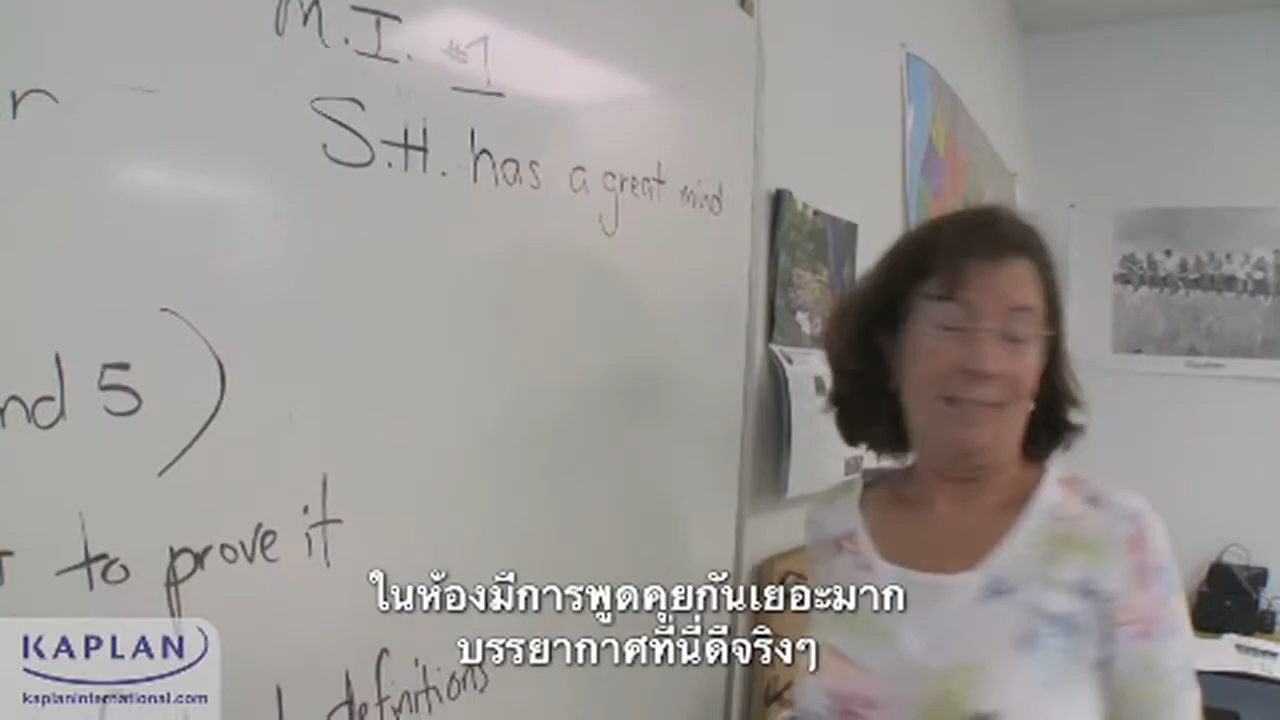 M.I. #1
r
S.H. has a great mind
nd 5)
to prove it
definitions
ในห้องมีการพูดคุยกันเยอะมาก
บรรยากาศที่นี่ดีจริงๆ
KAPLAN
kaplaninternational.com